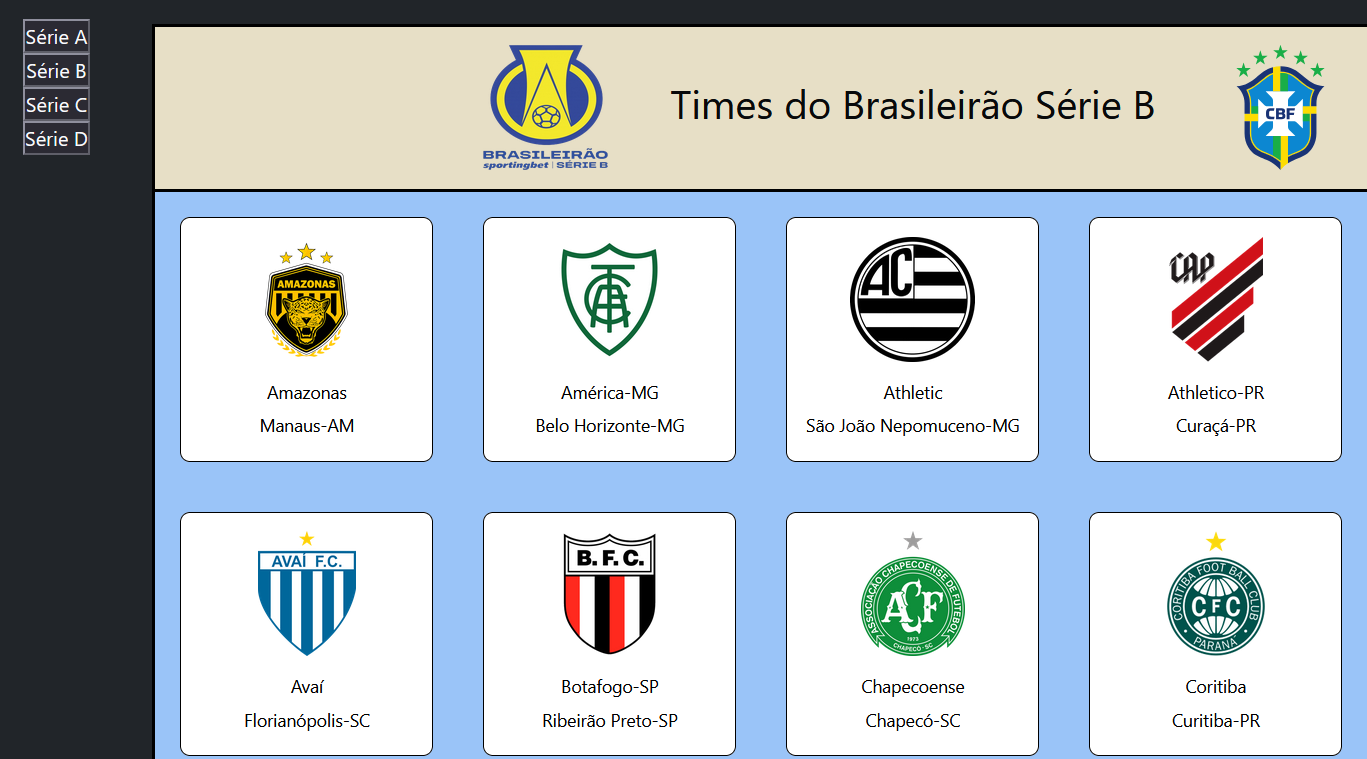 Série A
Série B
Série C
Série D
BRASILEIRÃO
sportingbet | SÉRIE B
Times do Brasileirão Série B
CBF
AMAZONAS
Amazonas
Manaus-AM
AFC
América-MG
Belo Horizonte-MG
AC
Athletic
São João Nepomuceno-MG
CAP
Athletico-PR
Curaçá-PR
AVAÍ F.C.
Avaí
Florianópolis-SC
B.F.C.
Botafogo-SP
Ribeirão Preto-SP
ASSOCIAÇÃO CHAPECOENSE DE FUTEBOL
ACF
1973
CHAPECÓ-SC
Chapecoense
Chapecó-SC
CORITIBA FOOT BALL CLUB
CFC
PARANÁ
Coritiba
Curitiba-PR